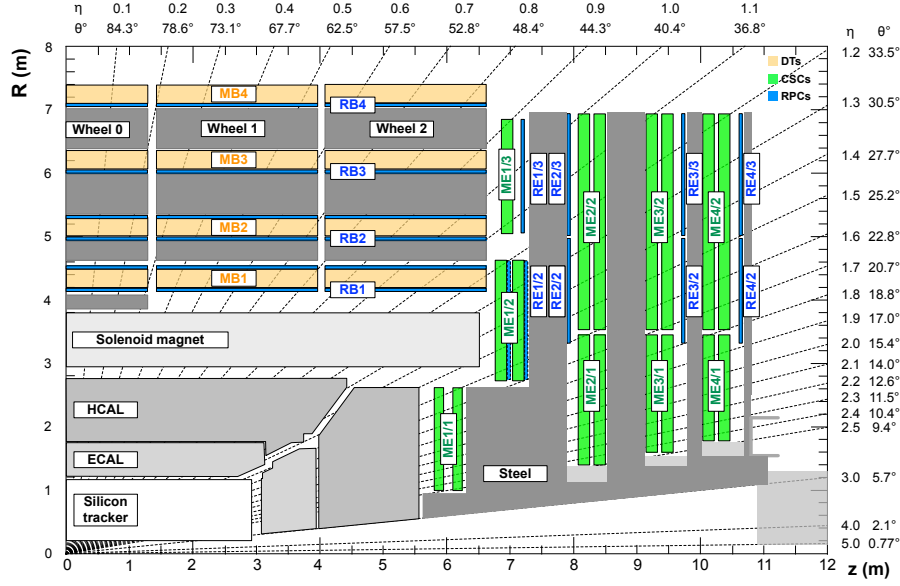 η 0.1 0.2 0.3 0.4 0.5 0.6 0.7 0.8 0.9 1.0 1.1 η θ°
θ° 84.3° 78.6° 73.1° 67.7° 62.5° 57.5° 52.8° 48.4° 44.3° 40.4° 36.8°
R (m)
8
7
6
5
4
3
2
1
0
1.2 33.5°
1.3 30.5°
1.4 27.7°
1.5 25.2°
1.6 22.8°
1.7 20.7°
1.8 18.8°
1.9 17.0°
2.0 15.4°
2.1 14.0°
2.2 12.6°
2.3 11.5°
2.4 10.4°
2.5 9.4°
3.0 5.7°
4.0 2.1°
5.0 0.77°
DTs
CSCs
RPCs
MB4
RB4
Wheel 0
Wheel 1
Wheel 2
MB3
RB3
MB2
RB2
MB1
RB1
Solenoid magnet
HCAL
ECAL
Silicon
tracker
Steel
ME1/3
RE1/3
RE2/3
ME2/2
ME3/2
RE3/3
ME4/2
RE4/3
ME1/2
RE1/2
RE2/2
RE3/2
RE4/2
ME1/1
ME2/1
ME3/1
ME4/1
0 1 2 3 4 5 6 7 8 9 10 11 12
z (m)